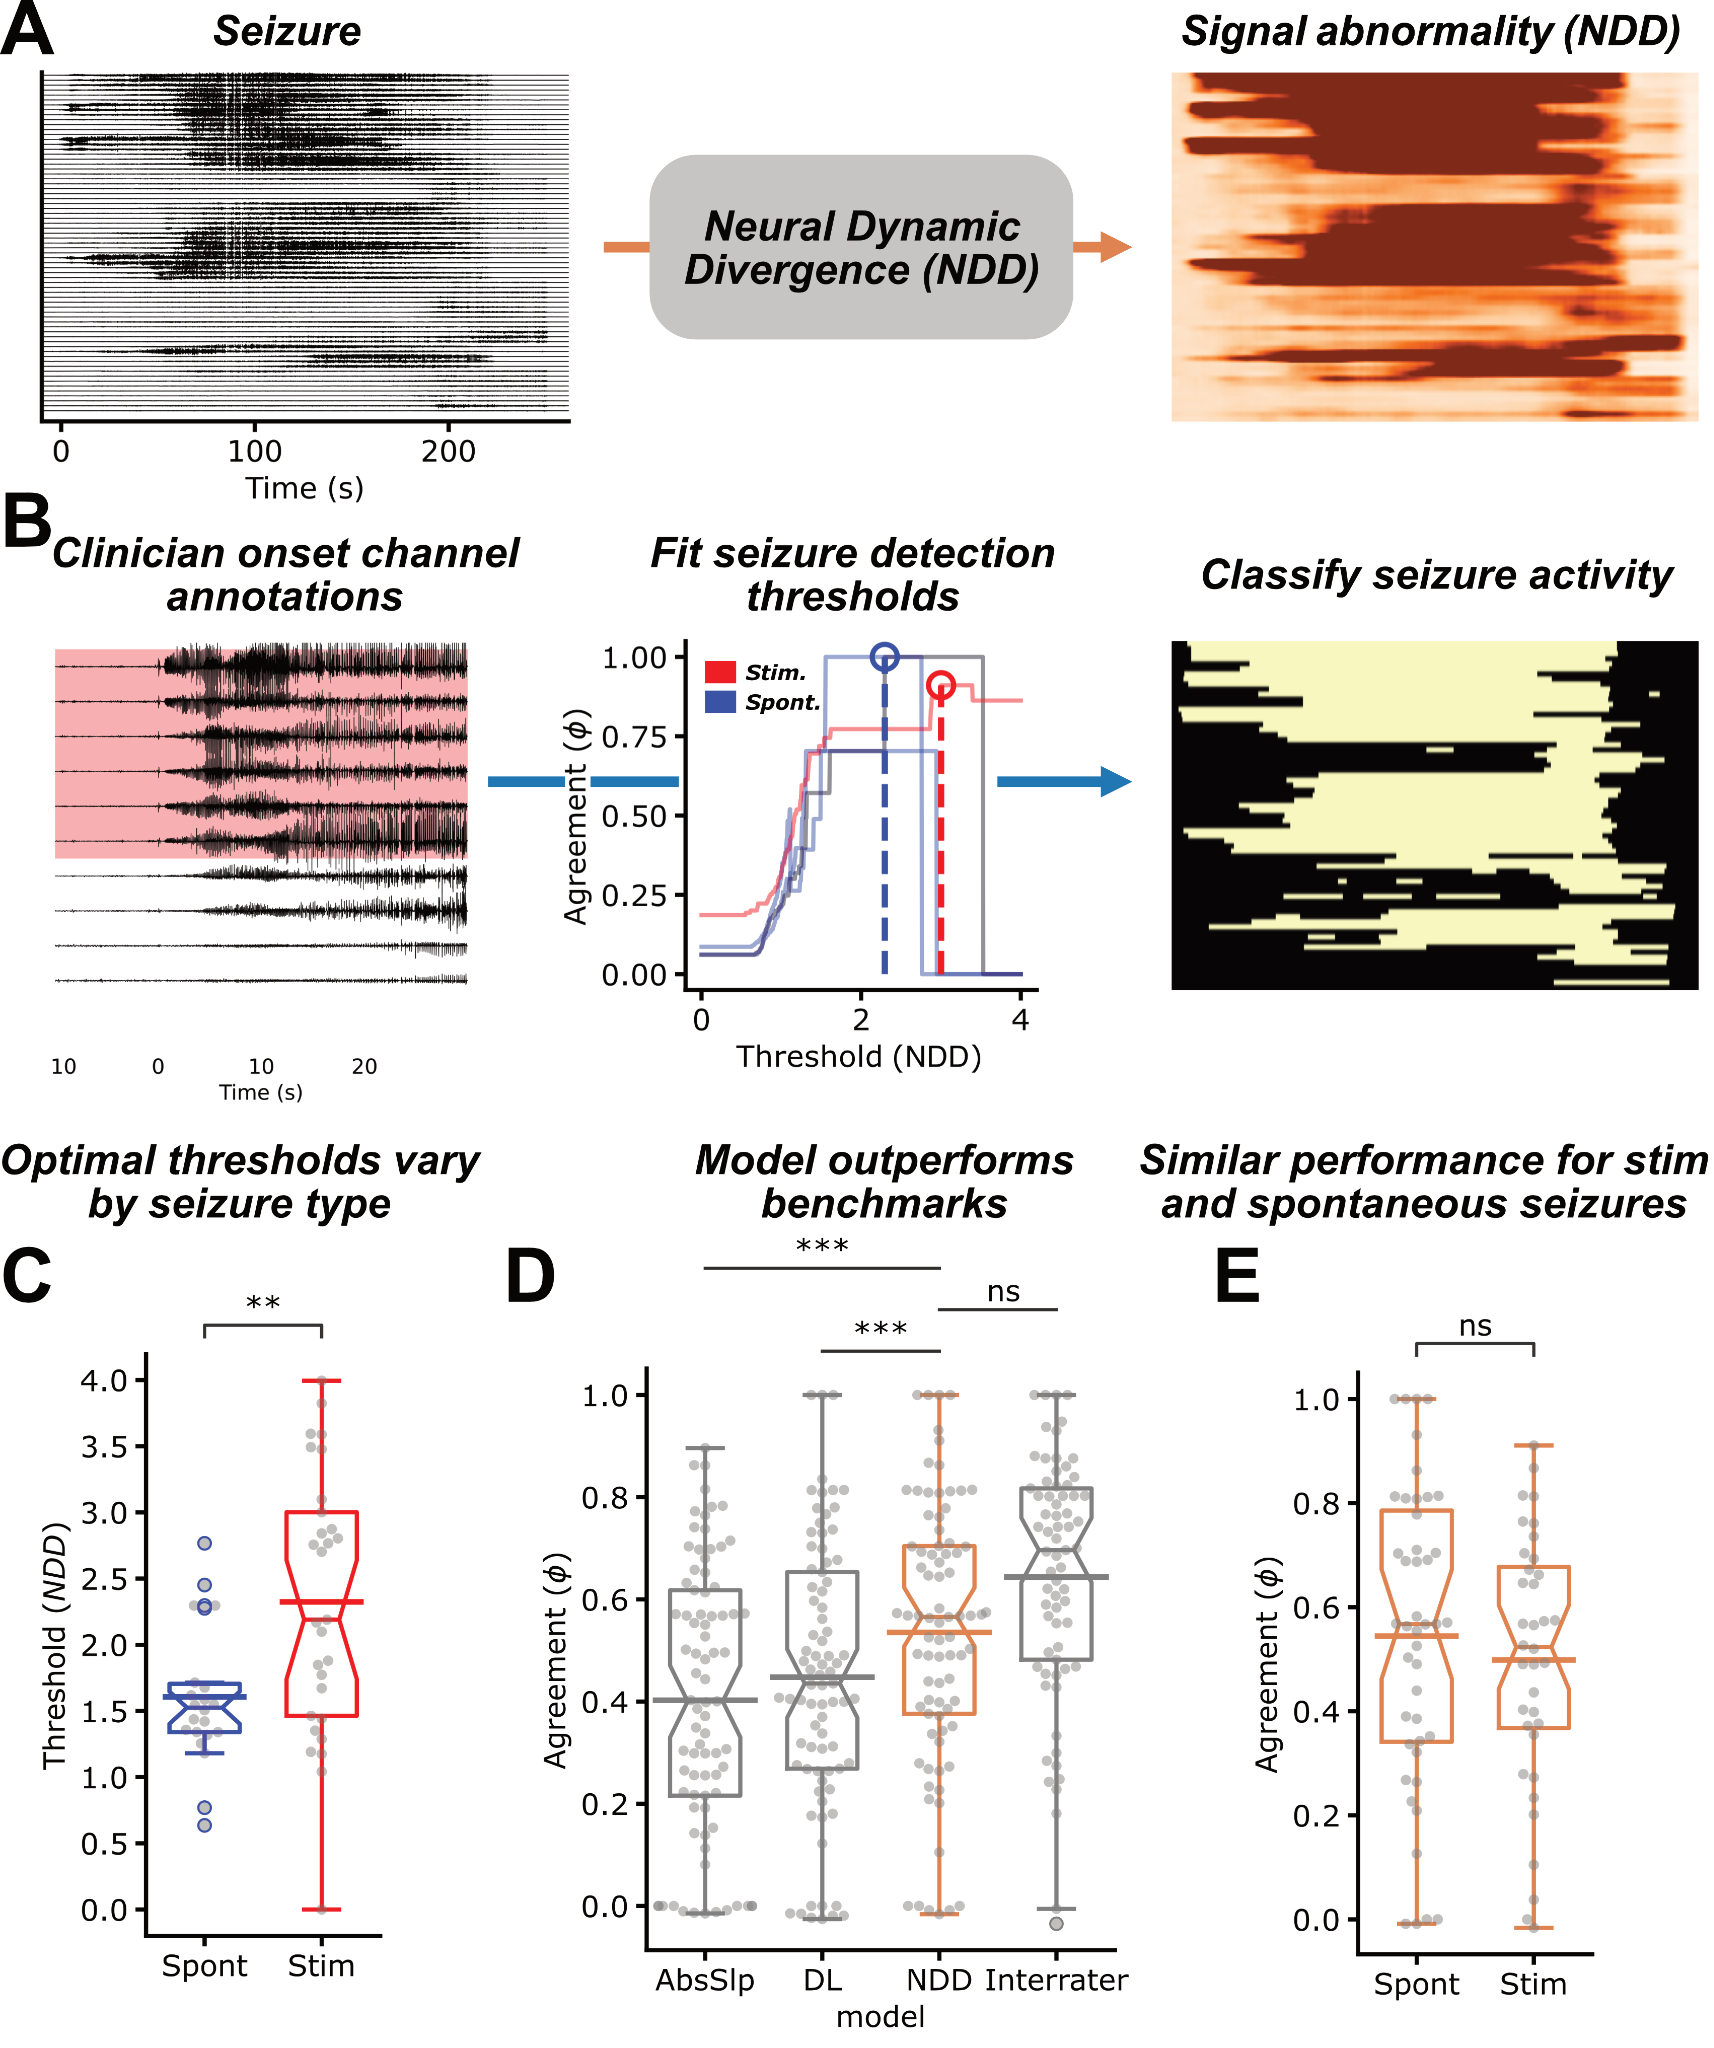 A
Seizure
Signal abnormality (NDD)
Neural Dynamic
Divergence (NDD)
0
100
200
Time (s)
B
Clinician onset channel
annotations
Fit seizure detection
thresholds
Classify seizure activity
1.00
0.75
0.50
0.25
0.00
Agreement (ϕ)
Stim.
Spont.
0
2
4
Threshold (NDD)
10
0
10
20
Time (s)
Optimal thresholds vary
by seizure type
Model outperforms
benchmarks
Similar performance for stim
and spontaneous seizures
C
**
4.0
3.5
3.0
2.5
2.0
1.5
1.0
0.5
0.0
Threshold (NDD)
Spont
Stim
D
***
ns
***
1.0
0.8
0.6
0.4
0.2
0.0
Agreement (ϕ)
AbsSlp
DL
NDD
Interrater
model
E
ns
1.0
0.8
0.6
0.4
0.2
0.0
Agreement (ϕ)
Spont
Stim